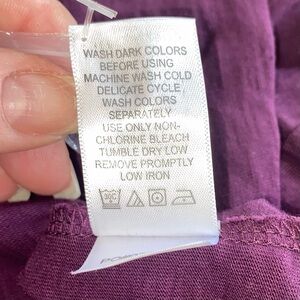 WASH DARK COLORS
BEFORE USING
MACHINE WASH COLD
DELICATE CYCLE
WASH COLORS
SEPARATELY
USE ONLY NON-
CHLORINE BLEACH
TUMBLE DRY LOW
REMOVE PROMPTLY
LOW IRON